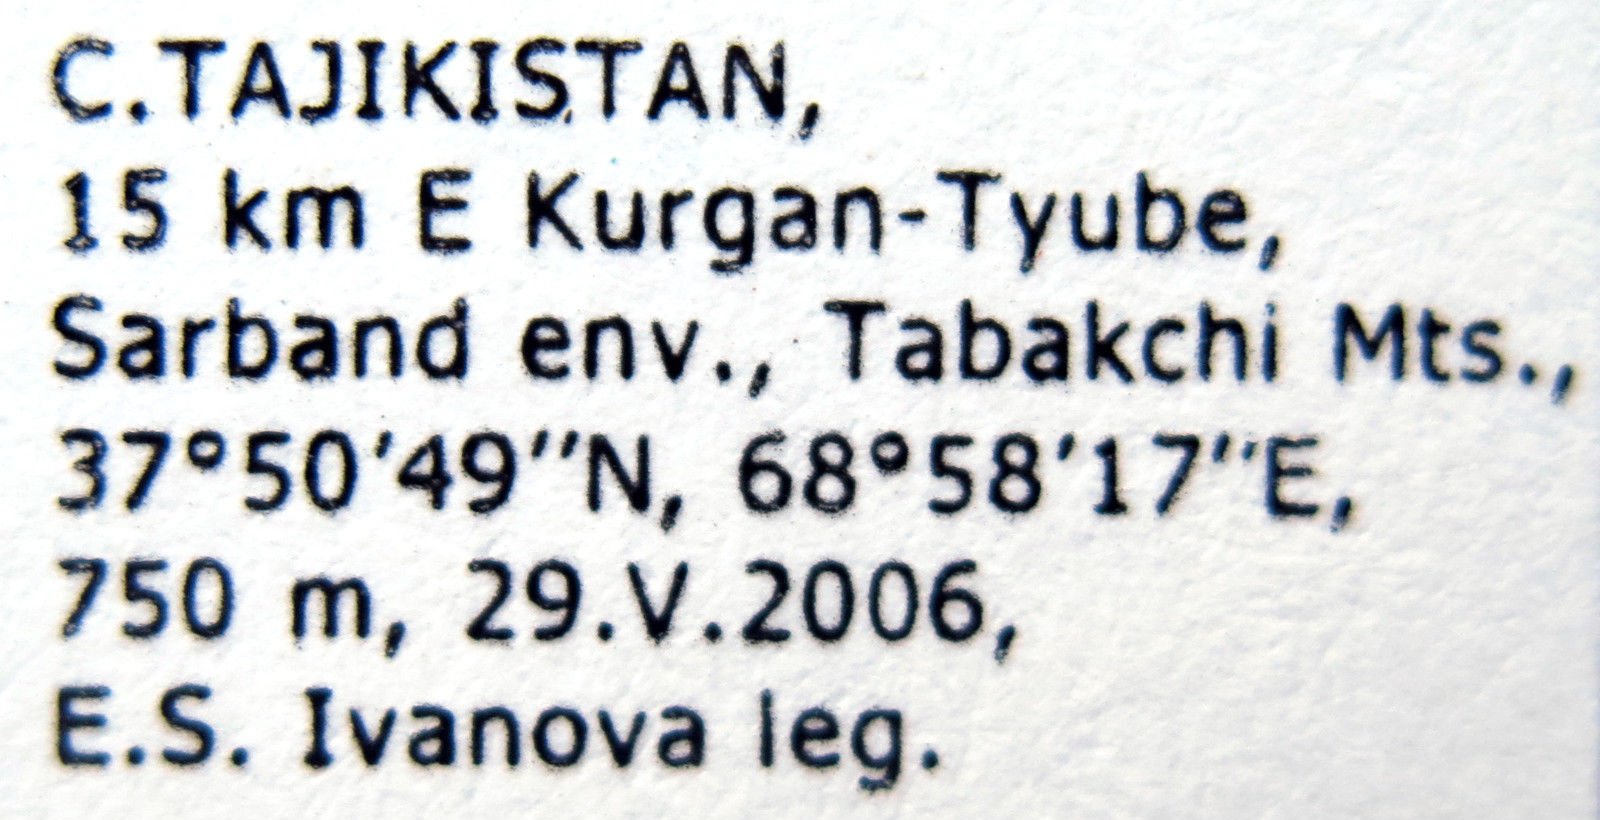 C.TAJIKISTAN,
15 km E Kurgan-Tyube,
Sarband env., Tabakchi Mts.,
37°50′49″N, 68°58′17″E,
750 m, 29.V.2006,
E.S. Ivanova leg.